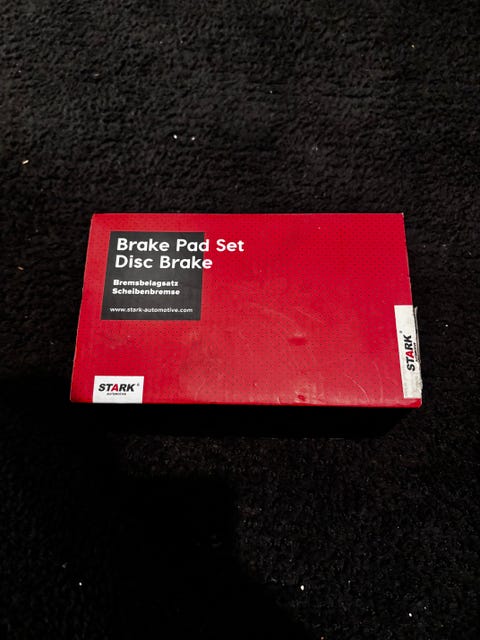 Brake Pad Set
Disc Brake
Bremsbelagsatz
Scheibenbremse
www.stark-automotive.com
STARK®
AUTOMOTIVE
STARK®